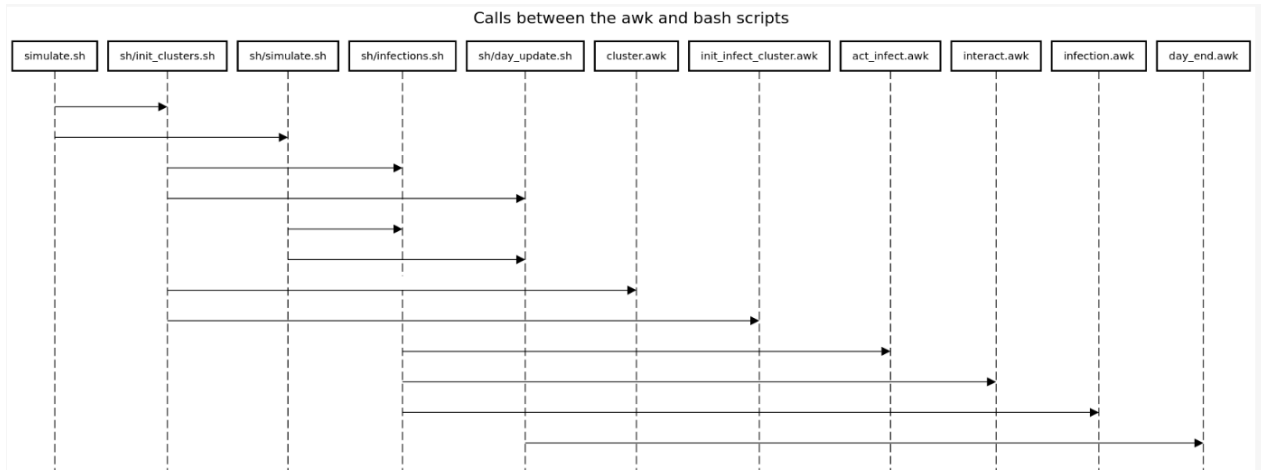 Calls between the awk and bash scripts
simulate.sh sh/init_clusters.sh sh/simulate.sh sh/infections.sh sh/day_update.sh cluster.awk init_infect_cluster.awk act_infect.awk interact.awk infection.awk day_end.awk